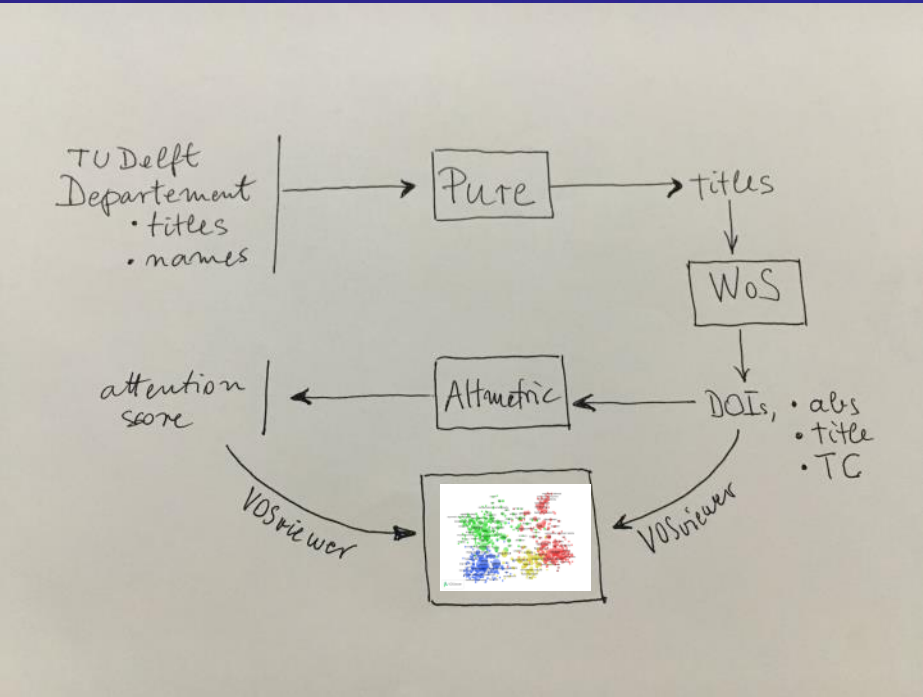 TU Delft
Departement
• titles
• names
Pure
titles
WoS
DOIs, • abs
• title
• TC
Altmetric
attention
score
VOSviewer
VOSviewer